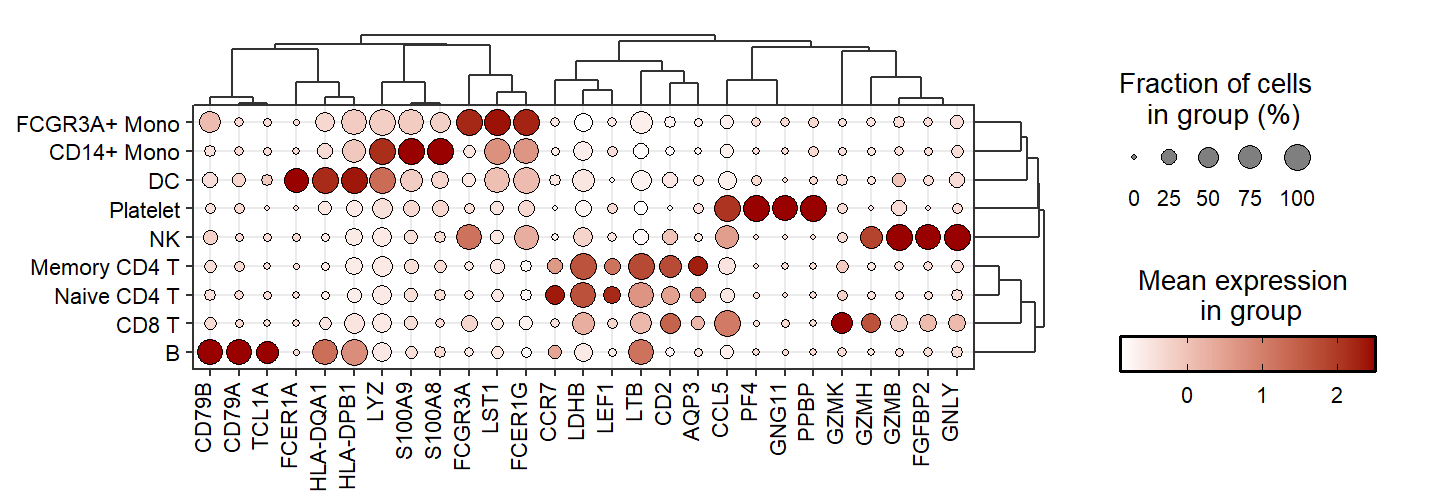 FCGR3A+ Mono
CD14+ Mono
DC
Platelet
NK
Memory CD4 T
Naive CD4 T
CD8 T
B
CD79B
CD79A
TCL1A
FCER1A
HLA-DQA1
HLA-DPB1
LYZ
S100A9
S100A8
FCGR3A
LST1
FCER1G
CCR7
LDHB
LEF1
LTB
CD2
AQP3
CCL5
PF4
GNG11
PPBP
GZMK
GZMH
GZMB
FGFBP2
GNLY
Fraction of cells
in group (%)
0 25 50 75 100
Mean expression
in group
0 1 2